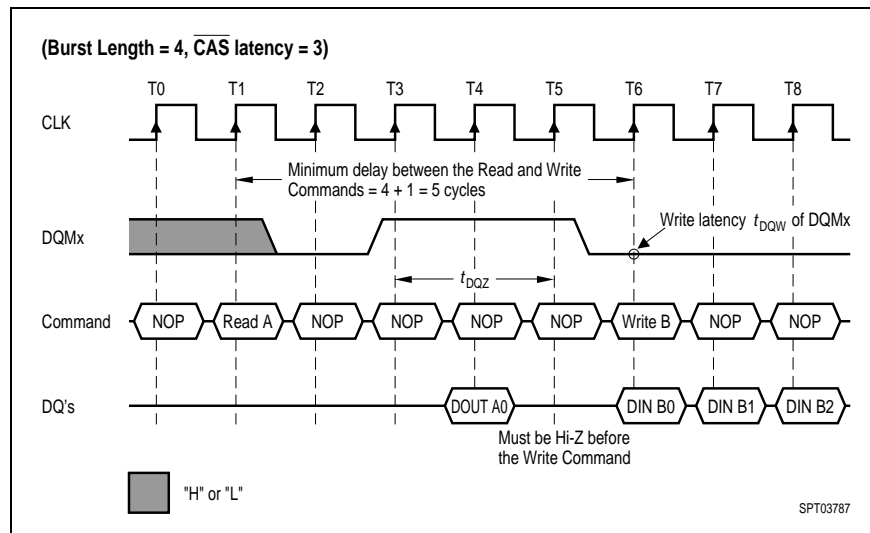 (Burst Length = 4, CAS latency = 3)
T0 T1 T2 T3 T4 T5 T6 T7 T8
CLK
Minimum delay between the Read and Write
Commands = 4 + 1 = 5 cycles
Write latency tDQW of DQMx
DQMx
tDQZ
Command NOP Read A NOP NOP NOP NOP Write B NOP NOP
DQ's DOUT A0 DIN B0 DIN B1 DIN B2
Must be Hi-Z before
the Write Command
"H" or "L"
SPT03787